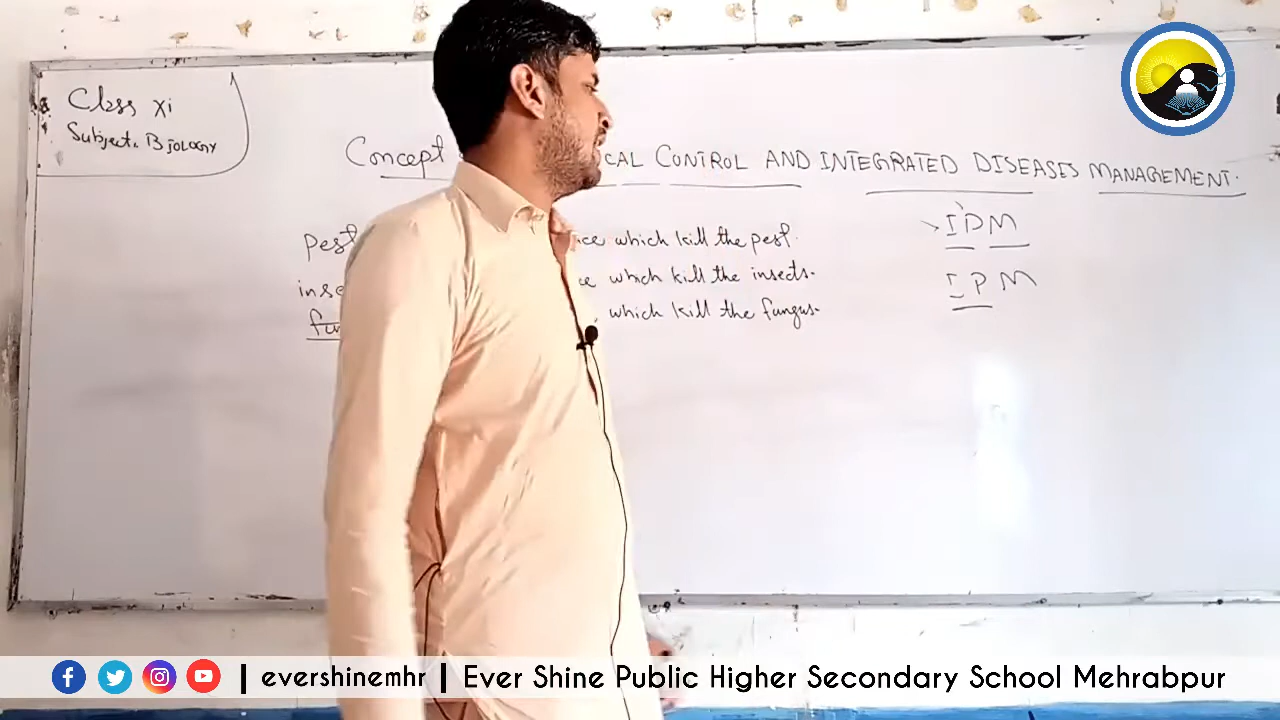 Class xi
Subject. BIOLOGY
Concept CAL CONTROL AND INTEGRATED DISEASES MANAGEMENT.
IDM
Pest ce which kill the pest.
inse ce which kill the insects.
IPM
fun which kill the fungus.
| evershinemhr | Ever Shine Public Higher Secondary School Mehrabpur